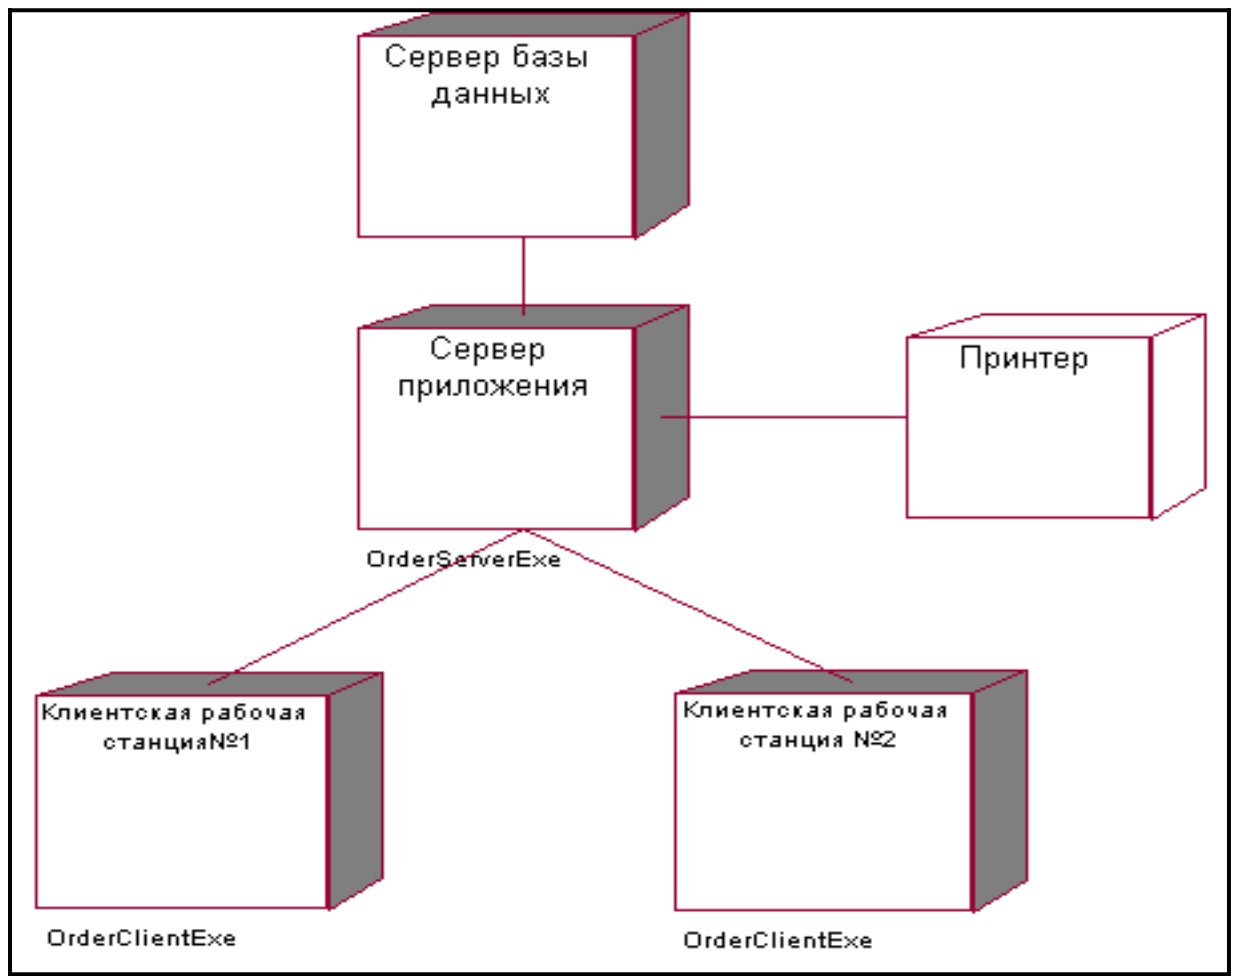 Сервер базы
данных
Сервер
приложения
Принтер
OrderServerExe
Клиентская рабочая
станция№1
Клиентская рабочая
станция №2
OrderClientExe
OrderClientExe